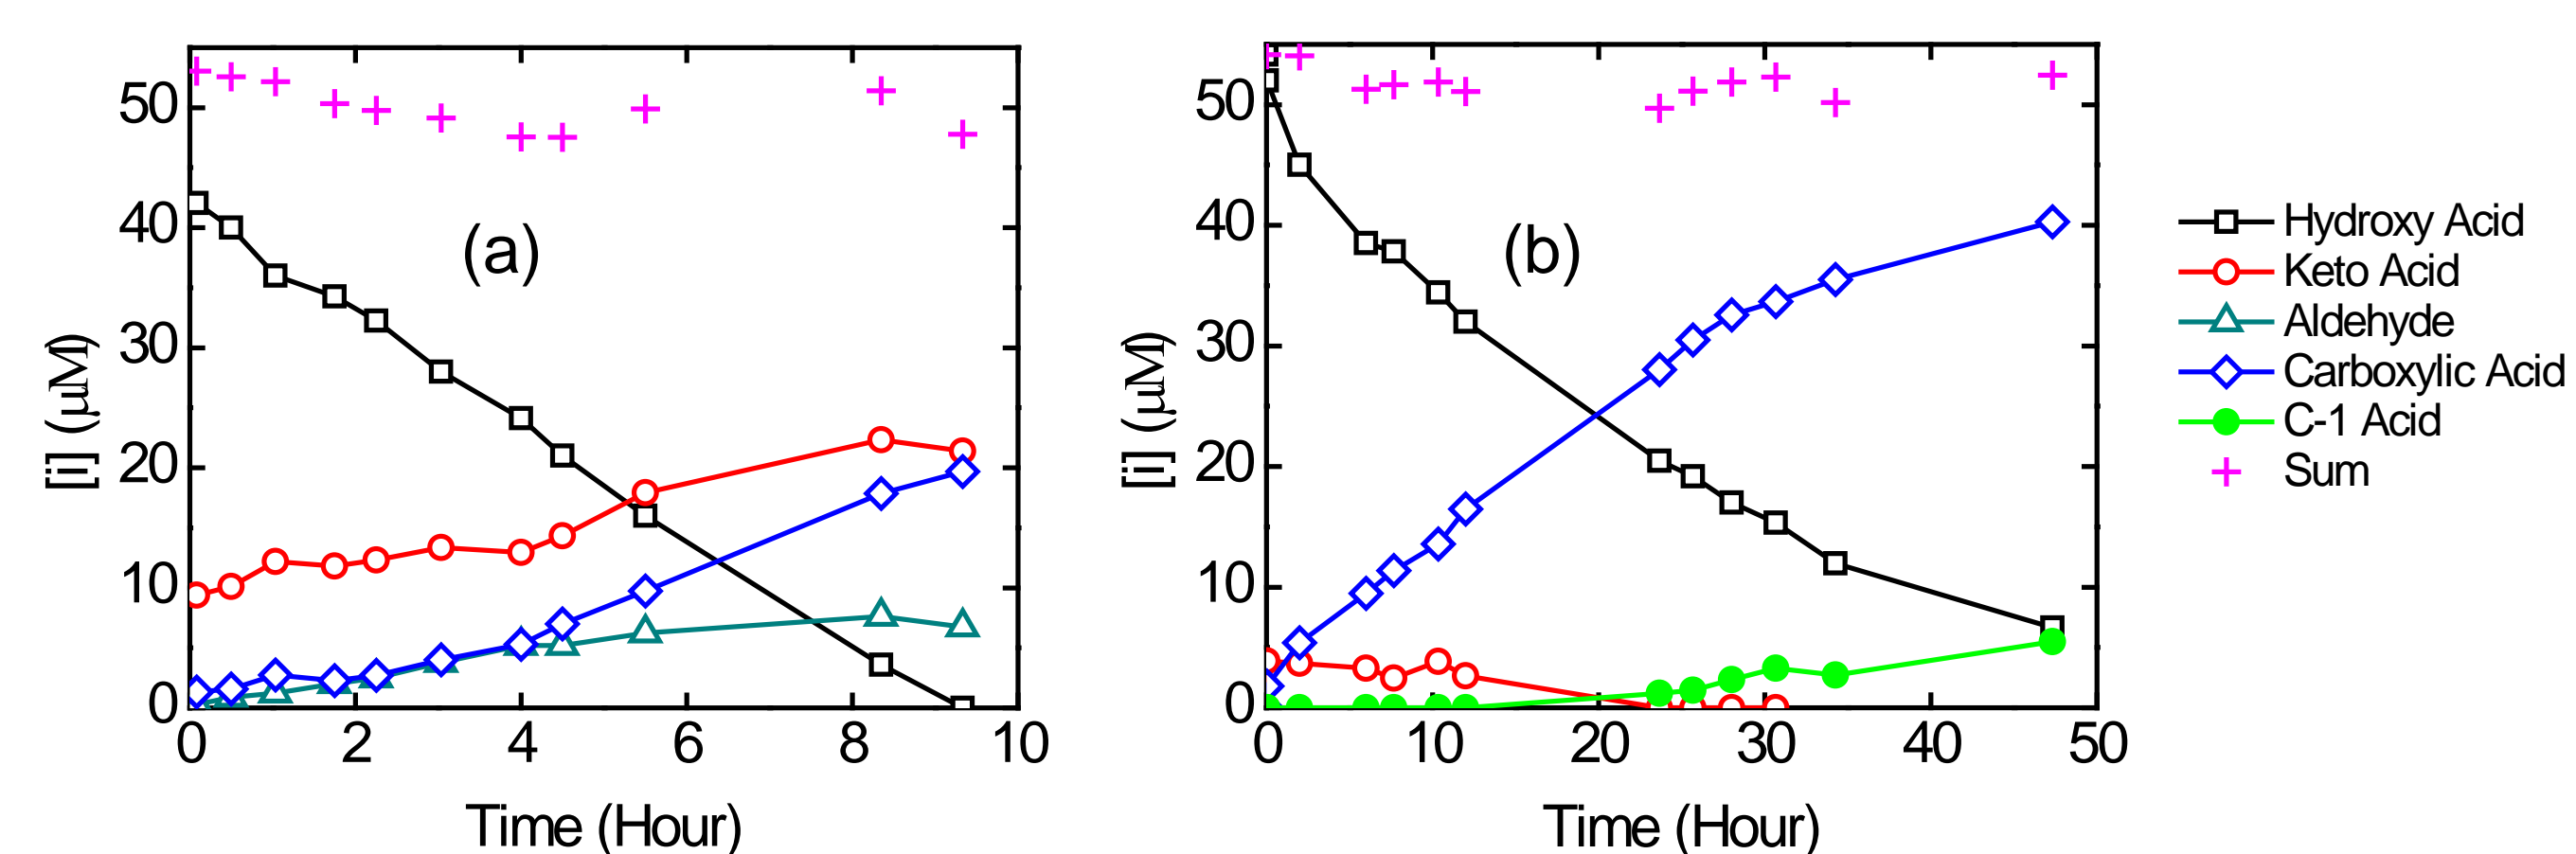 50
40
30
20
10
0
[i] (µM)
(a)
0 2 4 6 8 10
Time (Hour)
50
40
30
20
10
0
[i] (µM)
(b)
0 10 20 30 40 50
Time (Hour)
Hydroxy Acid
Keto Acid
Aldehyde
Carboxylic Acid
C-1 Acid
Sum